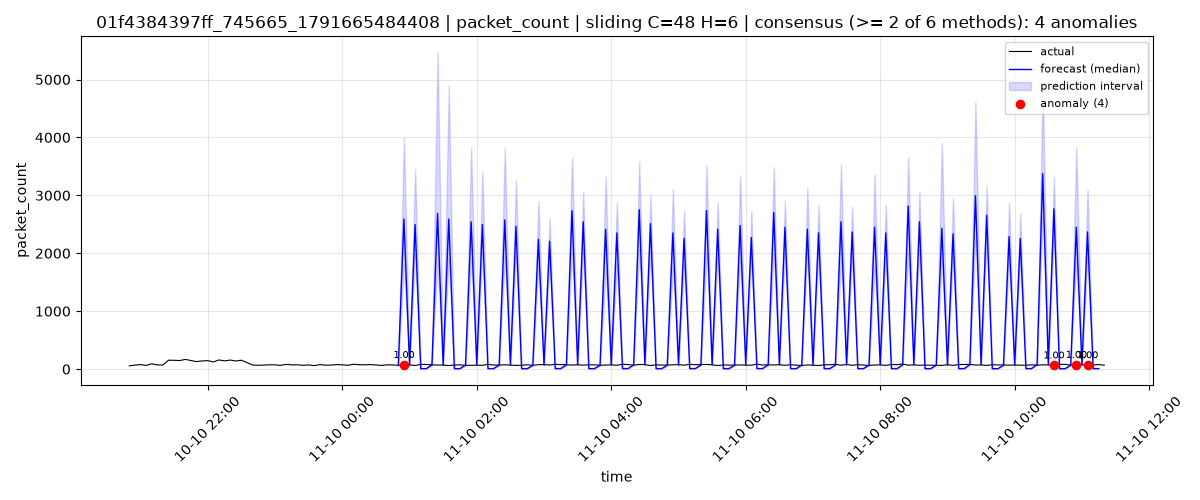 01f4384397ff_745665_1791665484408 | packet_count | sliding C=48 H=6 | consensus (>= 2 of 6 methods): 4 anomalies
actual
forecast (median)
prediction interval
anomaly (4)
packet_count
5000
4000
3000
2000
1000
0
1.00
1.00
1.00
10-10 22:00
11-10 00:00
11-10 02:00
11-10 04:00
11-10 06:00
11-10 08:00
11-10 10:00
11-10 12:00
time